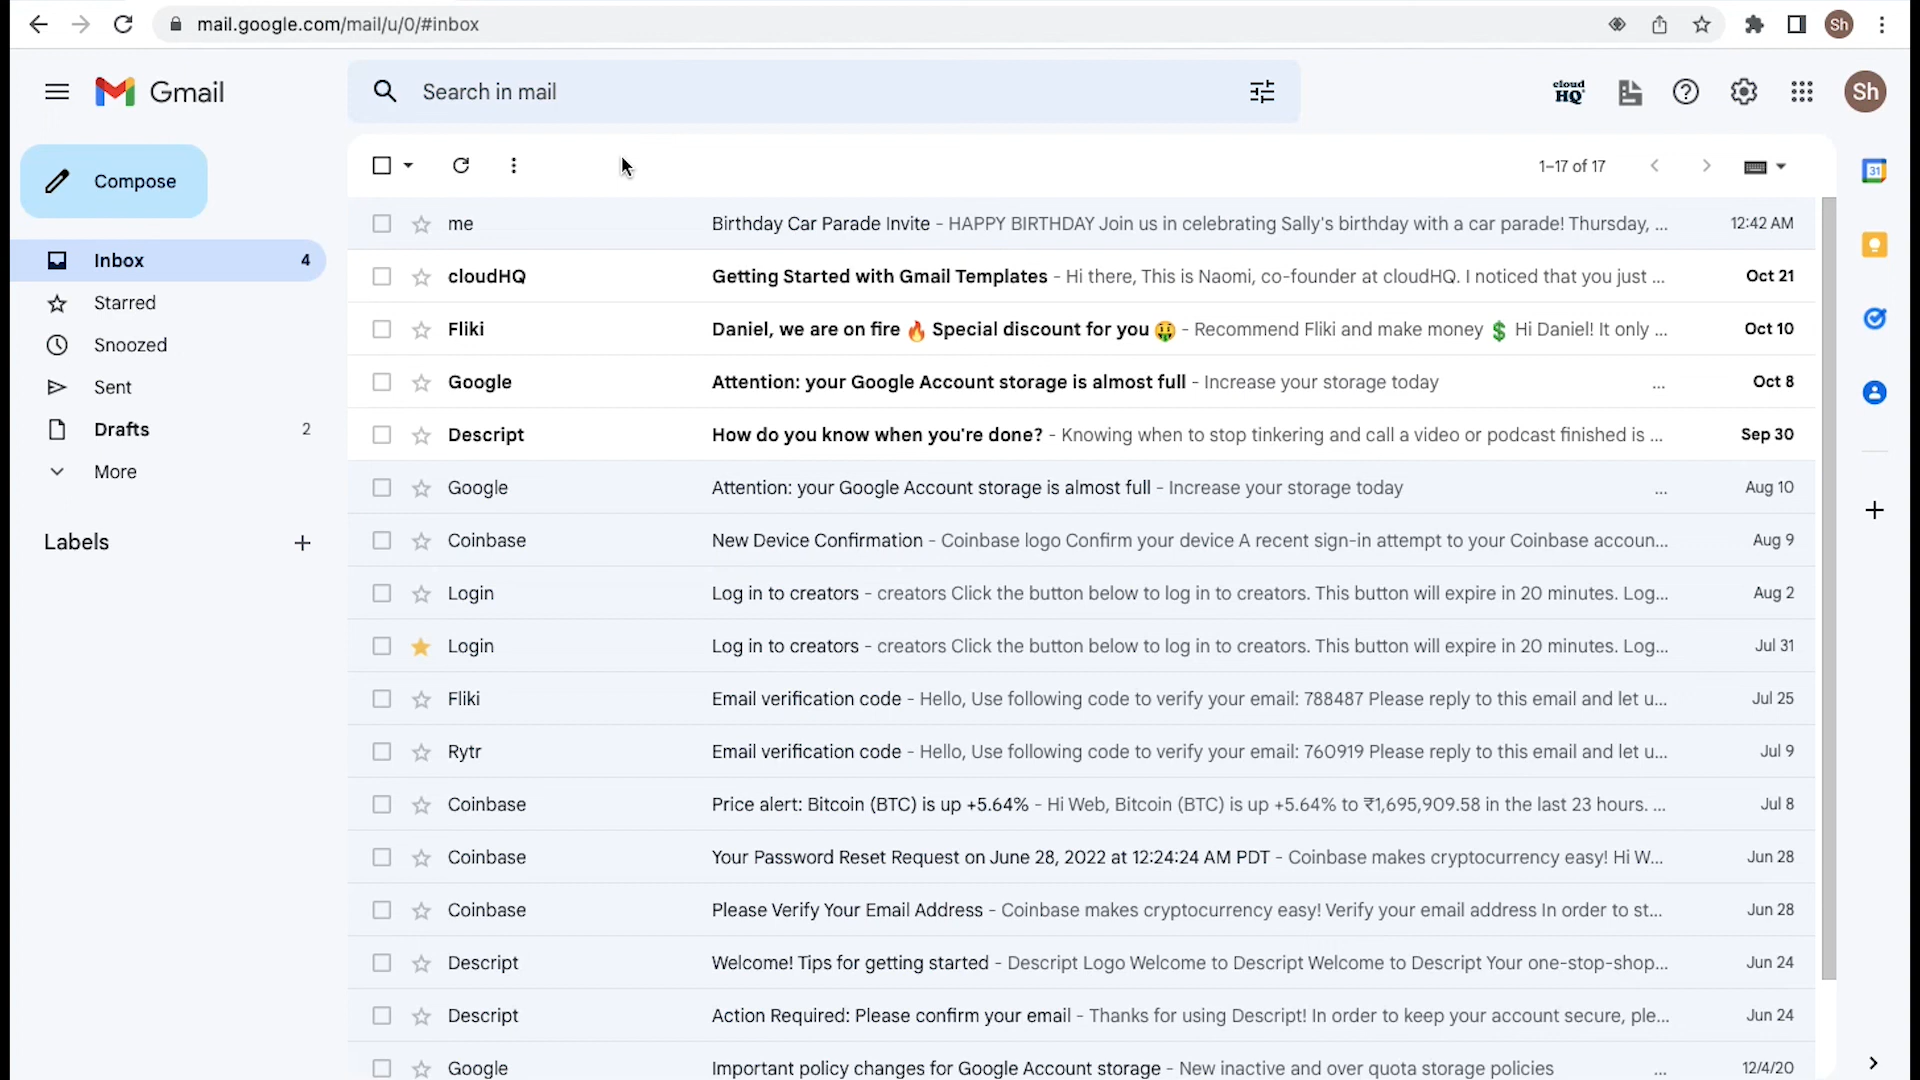 mail.google.com/mail/u/0/#inbox Sh
Gmail Search in mail cloud HQ Sh
Compose 1–17 of 17 31
me Birthday Car Parade Invite - HAPPY BIRTHDAY Join us in celebrating Sally's birthday with a car parade! Thursday, ... 12:42 AM
Inbox 4
cloudHQ Getting Started with Gmail Templates - Hi there, This is Naomi, co-founder at cloudHQ. I noticed that you just ... Oct 21
Starred
Fliki Daniel, we are on fire 🔥 Special discount for you 🤑 - Recommend Fliki and make money 💲 Hi Daniel! It only ... Oct 10
Snoozed
Google Attention: your Google Account storage is almost full - Increase your storage today ... Oct 8
Sent
Drafts 2
Descript How do you know when you're done? - Knowing when to stop tinkering and call a video or podcast finished is ... Sep 30
More
Google Attention: your Google Account storage is almost full - Increase your storage today ... Aug 10
Labels
Coinbase New Device Confirmation - Coinbase logo Confirm your device A recent sign-in attempt to your Coinbase accoun... Aug 9
Login Log in to creators - creators Click the button below to log in to creators. This button will expire in 20 minutes. Log... Aug 2
Login Log in to creators - creators Click the button below to log in to creators. This button will expire in 20 minutes. Log... Jul 31
Fliki Email verification code - Hello, Use following code to verify your email: 788487 Please reply to this email and let u... Jul 25
Rytr Email verification code - Hello, Use following code to verify your email: 760919 Please reply to this email and let u... Jul 9
Coinbase Price alert: Bitcoin (BTC) is up +5.64% - Hi Web, Bitcoin (BTC) is up +5.64% to ₹1,695,909.58 in the last 23 hours. ... Jul 8
Coinbase Your Password Reset Request on June 28, 2022 at 12:24:24 AM PDT - Coinbase makes cryptocurrency easy! Hi W... Jun 28
Coinbase Please Verify Your Email Address - Coinbase makes cryptocurrency easy! Verify your email address In order to st... Jun 28
Descript Welcome! Tips for getting started - Descript Logo Welcome to Descript Welcome to Descript Your one-stop-shop... Jun 24
Descript Action Required: Please confirm your email - Thanks for using Descript! In order to keep your account secure, ple... Jun 24
Google Important policy changes for Google Account storage - New inactive and over quota storage policies ... 12/4/20